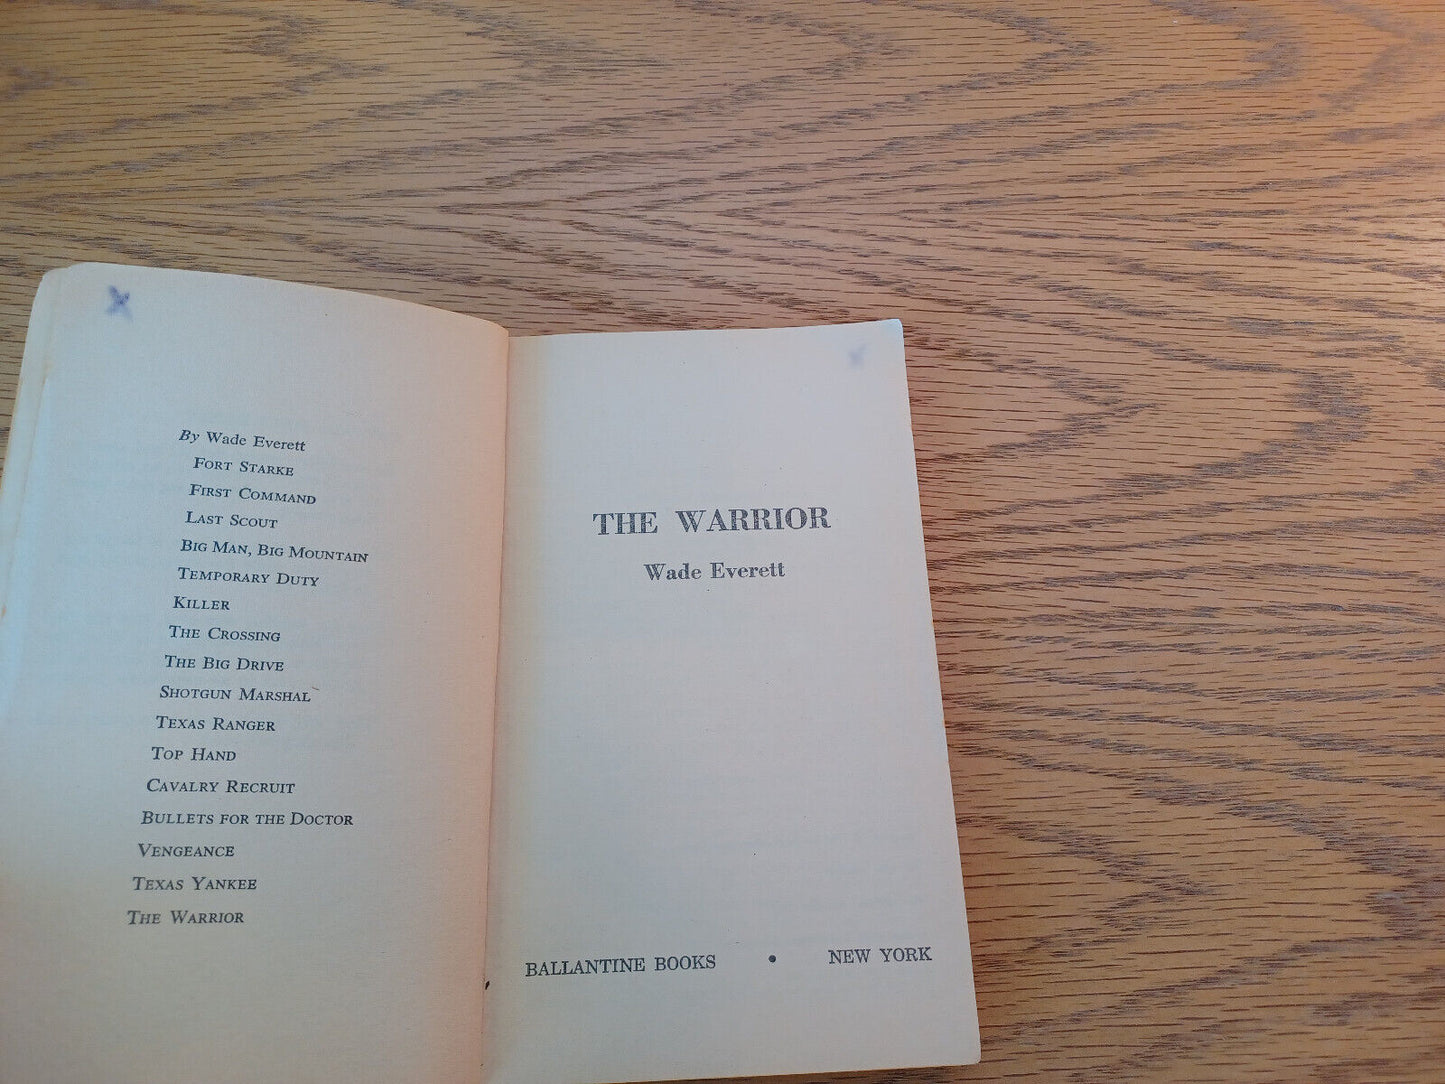 By Wade Everett
Fort Starke
First Command
Last Scout
Big Man, Big Mountain
Temporary Duty
Killer
The Crossing
The Big Drive
Shotgun Marshal
Texas Ranger
Top Hand
Cavalry Recruit
Bullets for the Doctor
Vengeance
Texas Yankee
The Warrior
THE WARRIOR
Wade Everett
BALLANTINE BOOKS • NEW YORK